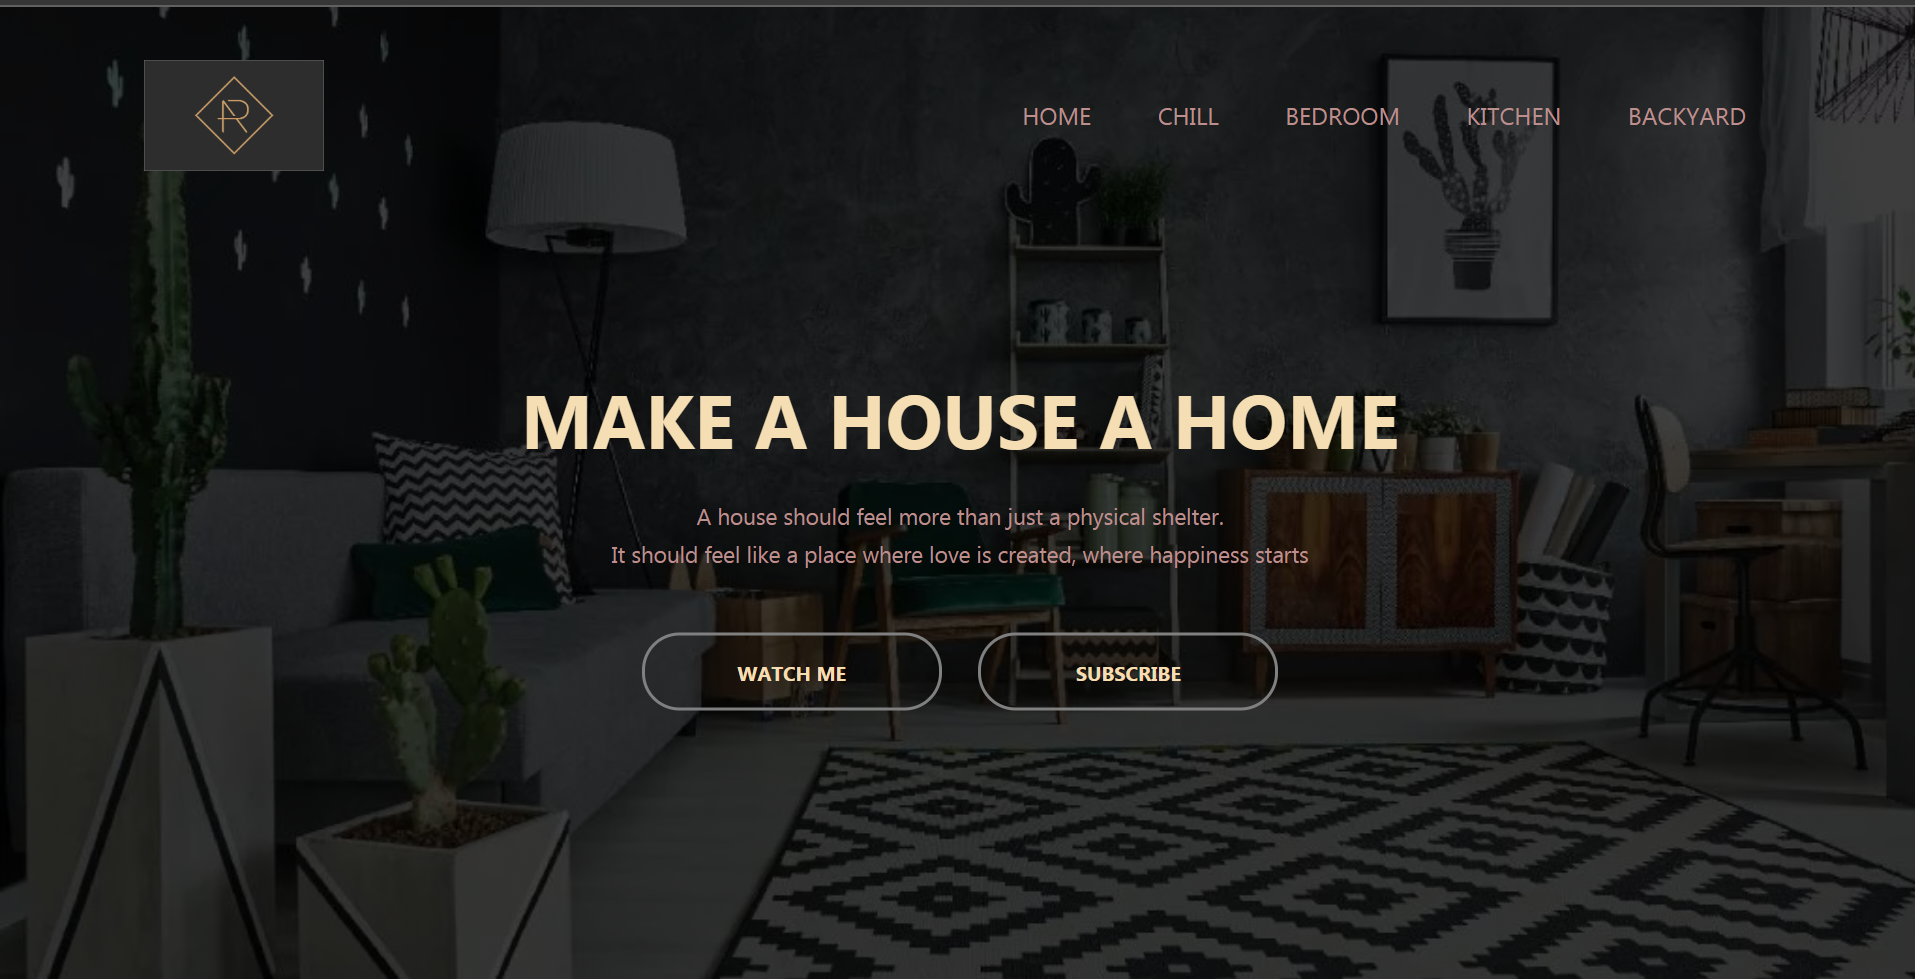 AR
HOME CHILL BEDROOM KITCHEN BACKYARD
MAKE A HOUSE A HOME
A house should feel more than just a physical shelter.
It should feel like a place where love is created, where happiness starts
WATCH ME SUBSCRIBE